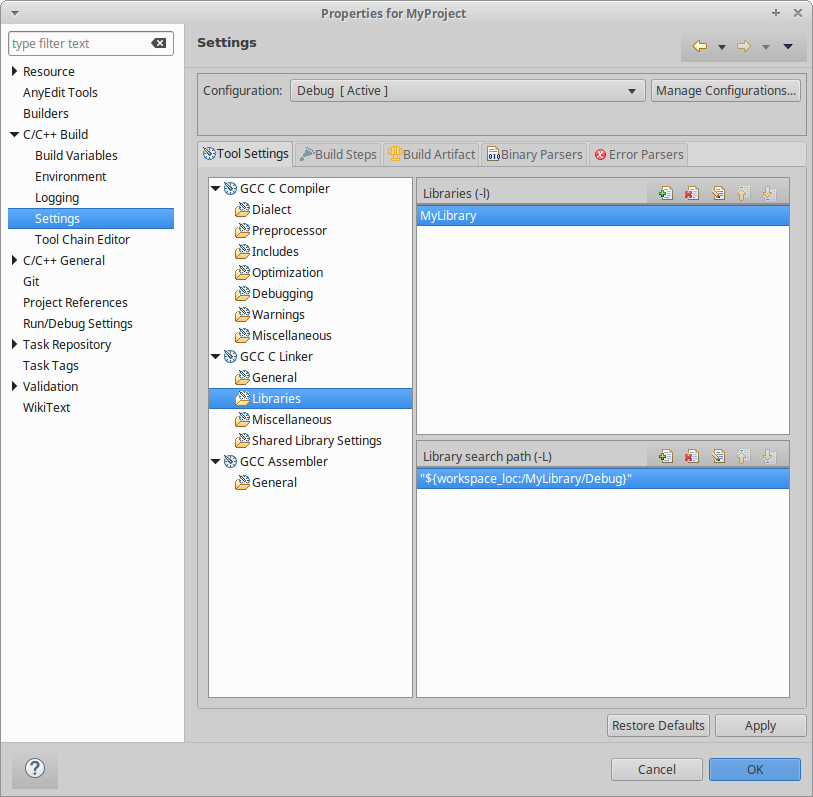 Properties for MyProject
type filter text
Resource
AnyEdit Tools
Builders
C/C++ Build
Build Variables
Environment
Logging
Settings
Tool Chain Editor
C/C++ General
Git
Project References
Run/Debug Settings
Task Repository
Task Tags
Validation
WikiText
Settings
Configuration: Debug [ Active ] Manage Configurations...
Tool Settings Build Steps Build Artifact Binary Parsers Error Parsers
GCC C Compiler
Dialect
Preprocessor
Includes
Optimization
Debugging
Warnings
Miscellaneous
GCC C Linker
General
Libraries
Miscellaneous
Shared Library Settings
GCC Assembler
General
Libraries (-l)
MyLibrary
Library search path (-L)
"${workspace_loc:/MyLibrary/Debug}"
Restore Defaults Apply
? Cancel OK